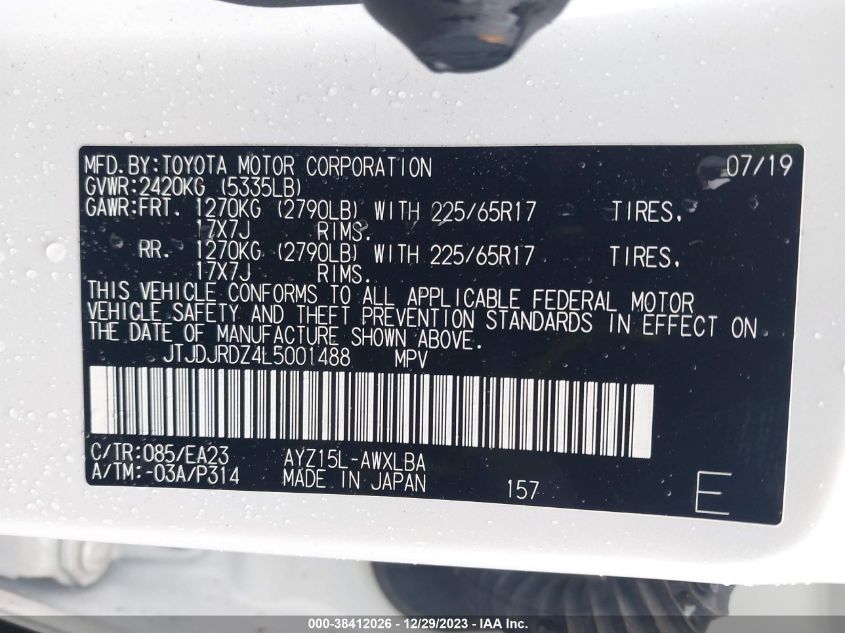 MFD.BY:TOYOTA MOTOR CORPORATION 07/19
GVWR:2420KG (5335LB)
GAWR:FRT. 1270KG (2790LB) WITH 225/65R17 TIRES,
17X7J RIMS.
RR. 1270KG (2790LB) WITH 225/65R17 TIRES,
17X7J RIMS.
THIS VEHICLE CONFORMS TO ALL APPLICABLE FEDERAL MOTOR
VEHICLE SAFETY AND THEFT PREVENTION STANDARDS IN EFFECT ON
THE DATE OF MANUFACTURE SHOWN ABOVE.
JTJDJRDZ4L5001488 MPV
C/TR:085/EA23 AYZ15L-AWXLBA
A/TM:-03A/P314 MADE IN JAPAN 157 E
000-38412026 - 12/29/2023 - IAA Inc.